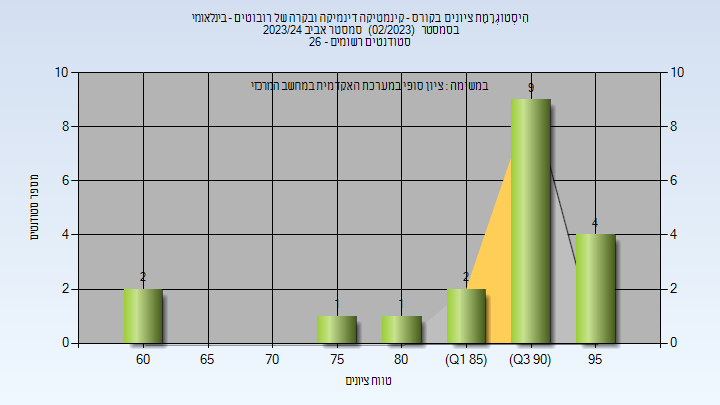 היסטוגרמת ציונים בקורס - קינמטיקה דינמיקה ובקרה של רובוטים - בינלאומי
בסמסטר (02/2023) סמסטר אביב 2023/24
סטודנטים רשומים - 26
במשימה : ציון סופי במערכת האקדמית במחשב המרכזי
מספר סטודנטים
10 10
8 8
6 6
4 4
2 2
0 0
2 1 1 2 9 4
60 65 70 75 80 (Q1 85) (Q3 90) 95
טווח ציונים